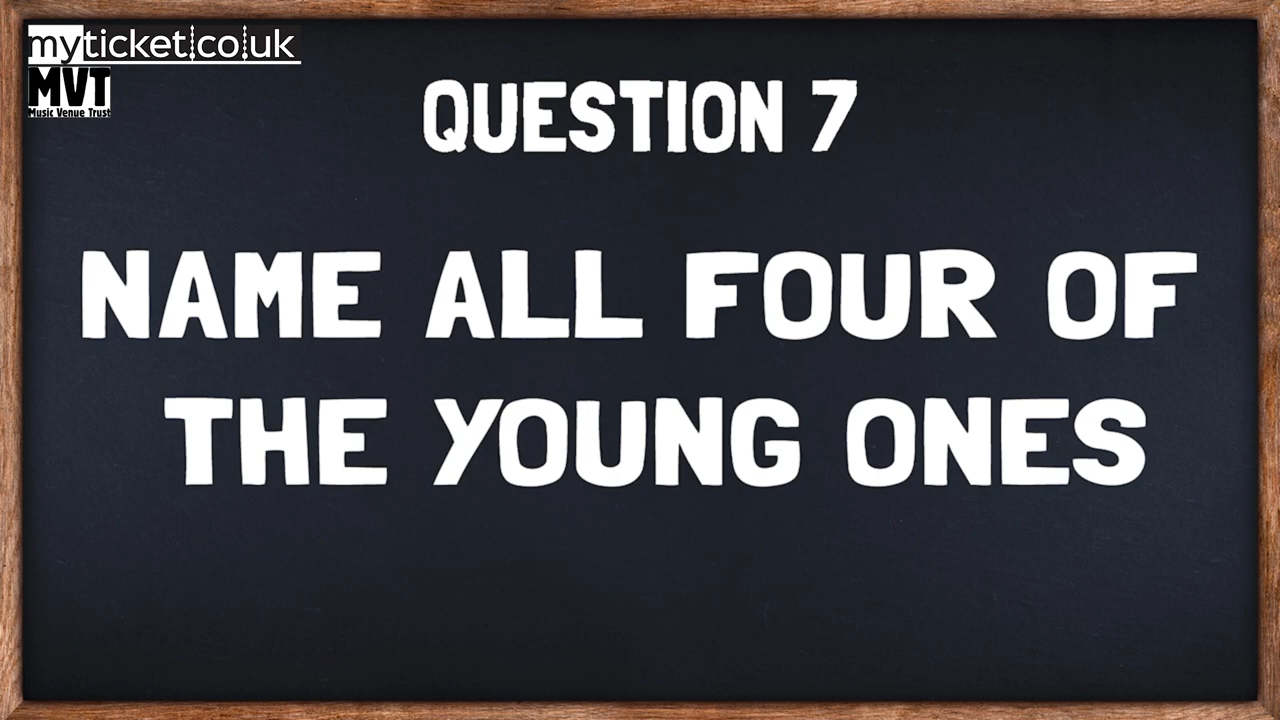 myticket.co.uk
MVT
Music Venue Trust
QUESTION 7
NAME ALL FOUR OF
THE YOUNG ONES